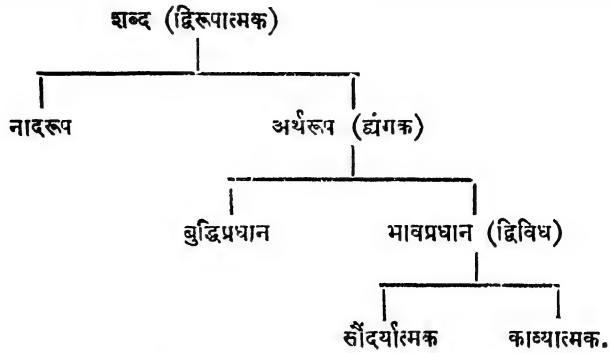 शब्द (द्विरूपात्मक)
नादरूप अर्थरूप (द्व्यंगक)
बुद्धिप्रधान भावप्रधान (द्विविध)
सौंदर्यात्मक काव्यात्मक.